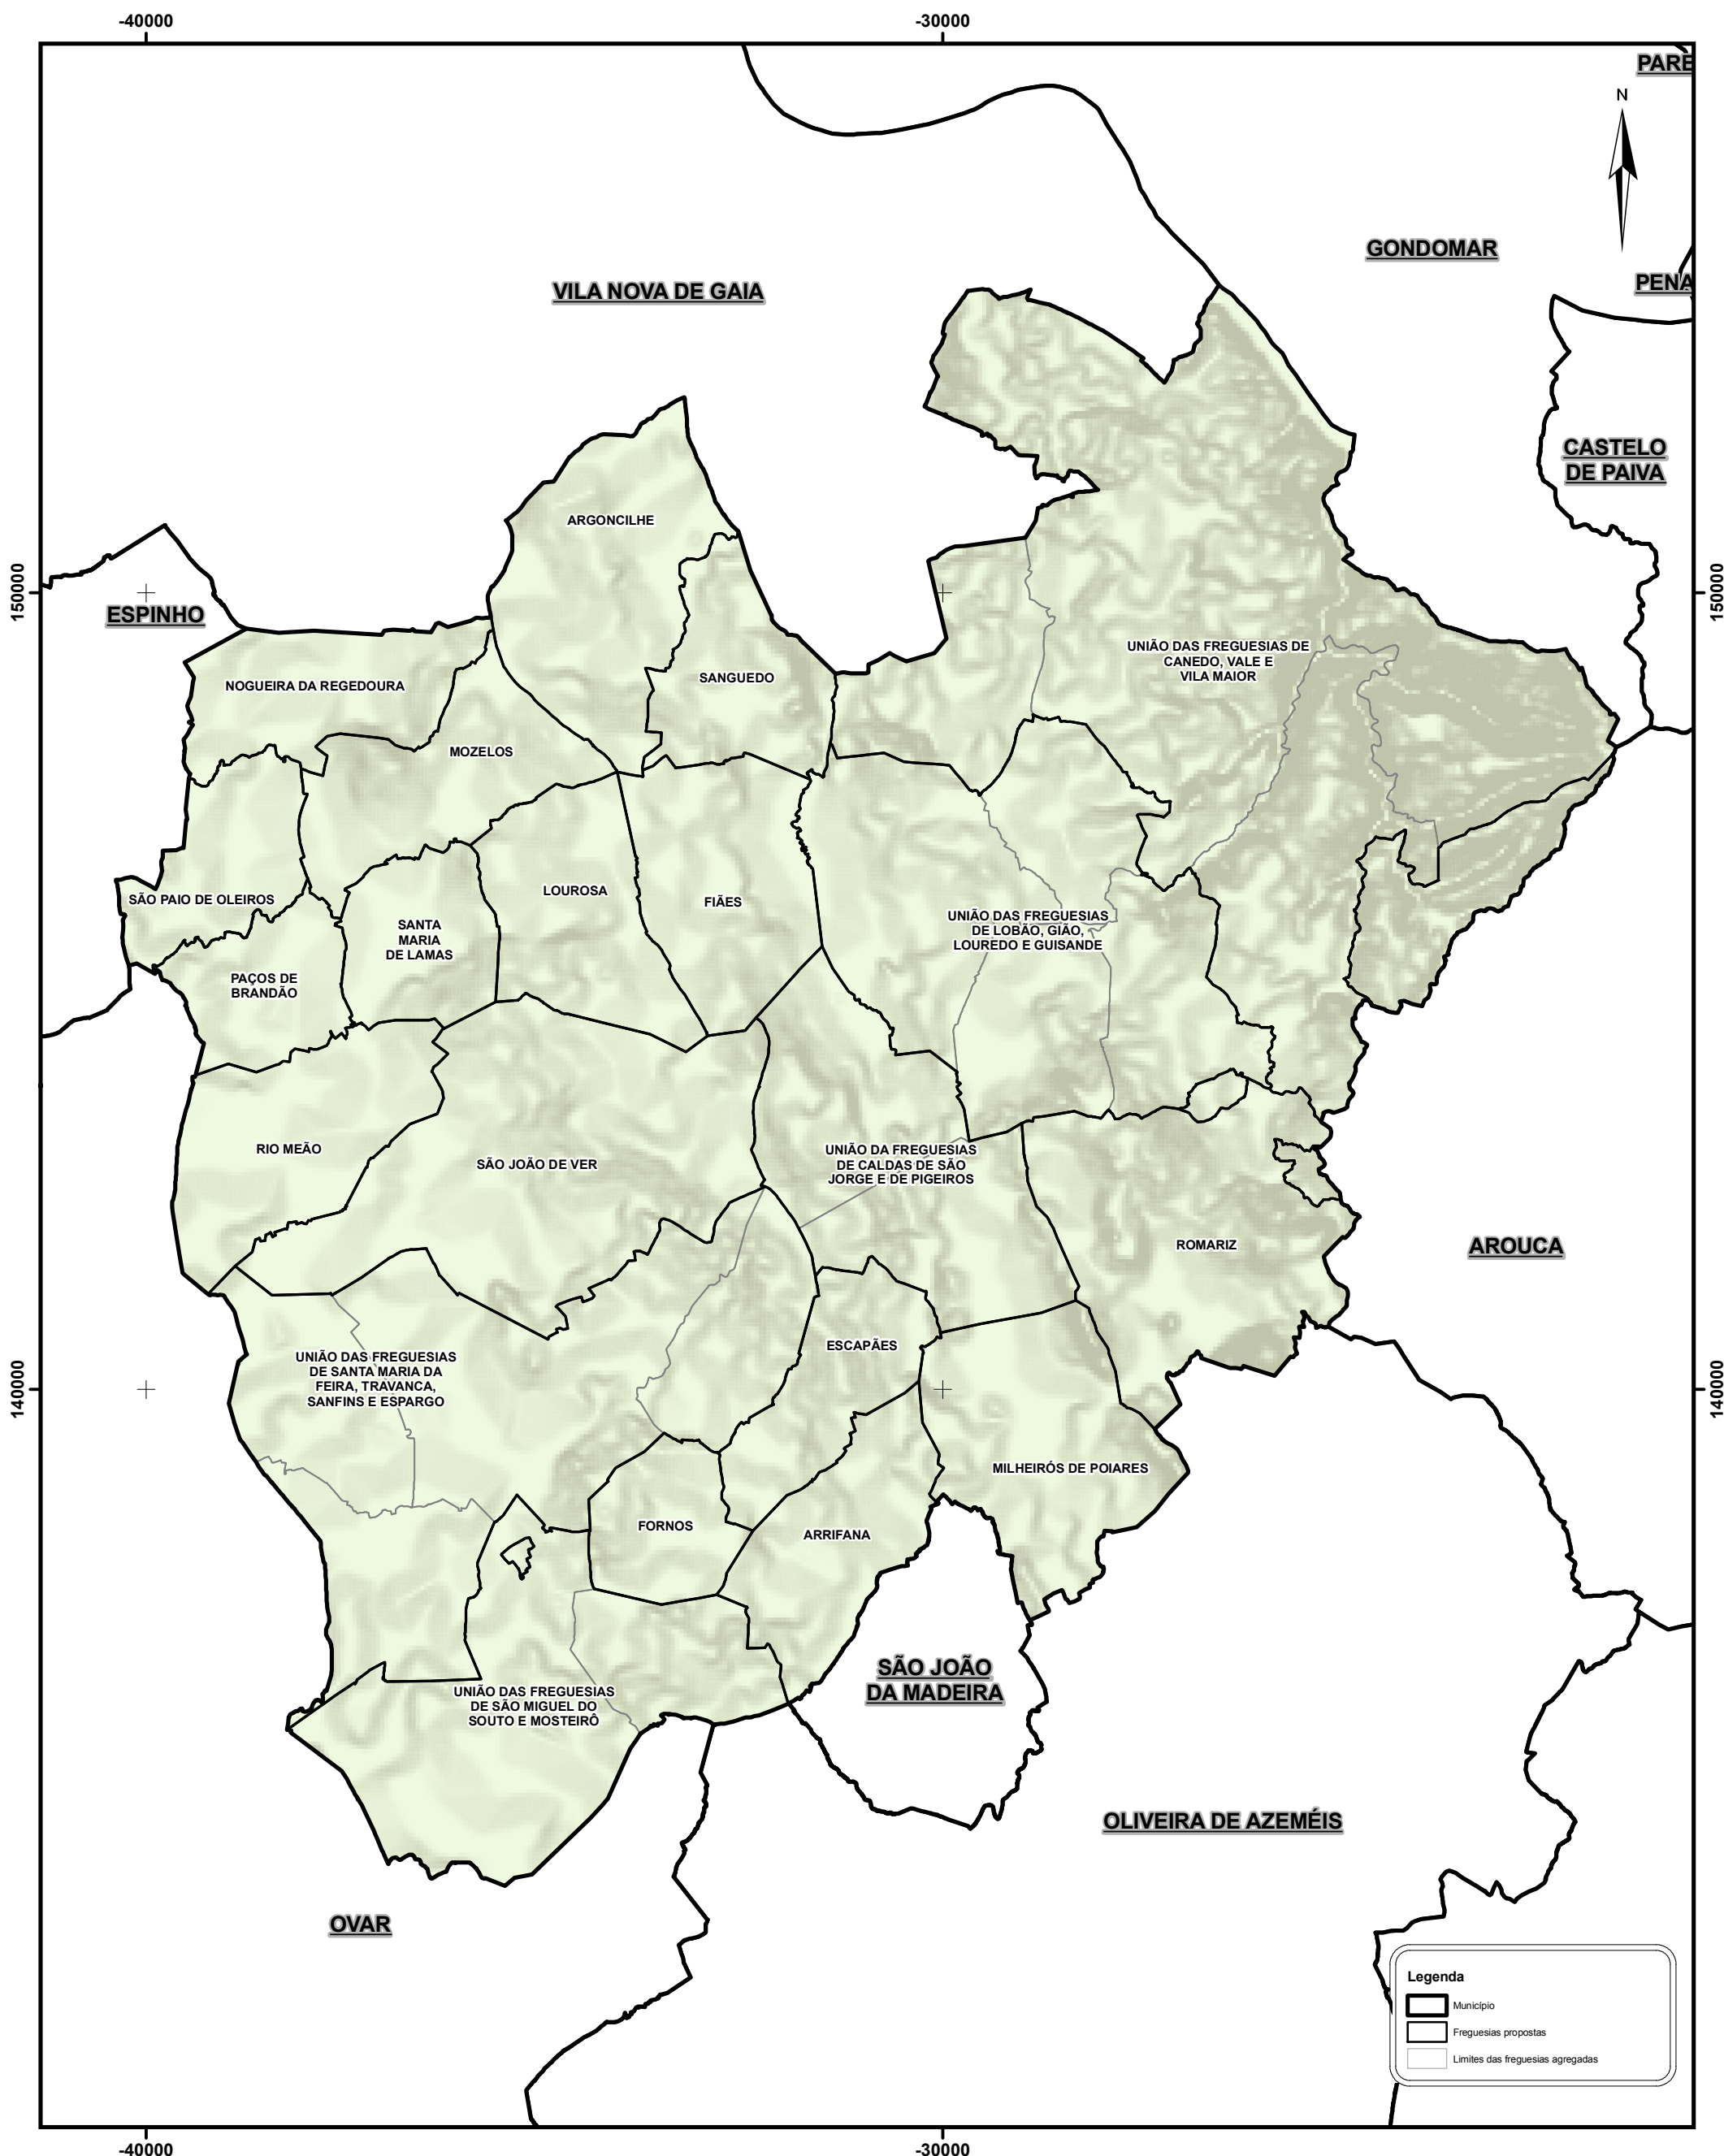 -40000
-30000
PARE
N
GONDOMAR
PENA
VILA NOVA DE GAIA
CASTELO
DE PAIVA
ARGONCILHE
150000
150000
ESPINHO
UNIÃO DAS FREGUESIAS DE
CANEDO, VALE E
VILA MAIOR
SANGUEDO
NOGUEIRA DA REGEDOURA
MOZELOS
LOUROSA
FIÃES
SÃO PAIO DE OLEIROS
SANTA
MARIA
DE LAMAS
UNIÃO DAS FREGUESIAS
DE LOBÃO, GIÃO,
LOUREDO E GUISANDE
PAÇOS DE
BRANDÃO
RIO MEÃO
SÃO JOÃO DE VER
UNIÃO DA FREGUESIAS
DE CALDAS DE SÃO
JORGE E DE PIGEIROS
ROMARIZ
AROUCA
ESCAPÃES
UNIÃO DAS FREGUESIAS
DE SANTA MARIA DA
FEIRA, TRAVANCA,
SANFINS E ESPARGO
140000
140000
MILHEIRÓS DE POIARES
FORNOS
ARRIFANA
SÃO JOÃO
DA MADEIRA
UNIÃO DAS FREGUESIAS
DE SÃO MIGUEL DO
SOUTO E MOSTEIRÔ
OLIVEIRA DE AZEMÉIS
OVAR
Legenda
Município
Freguesias propostas
Limites das freguesias agregadas
-40000
-30000